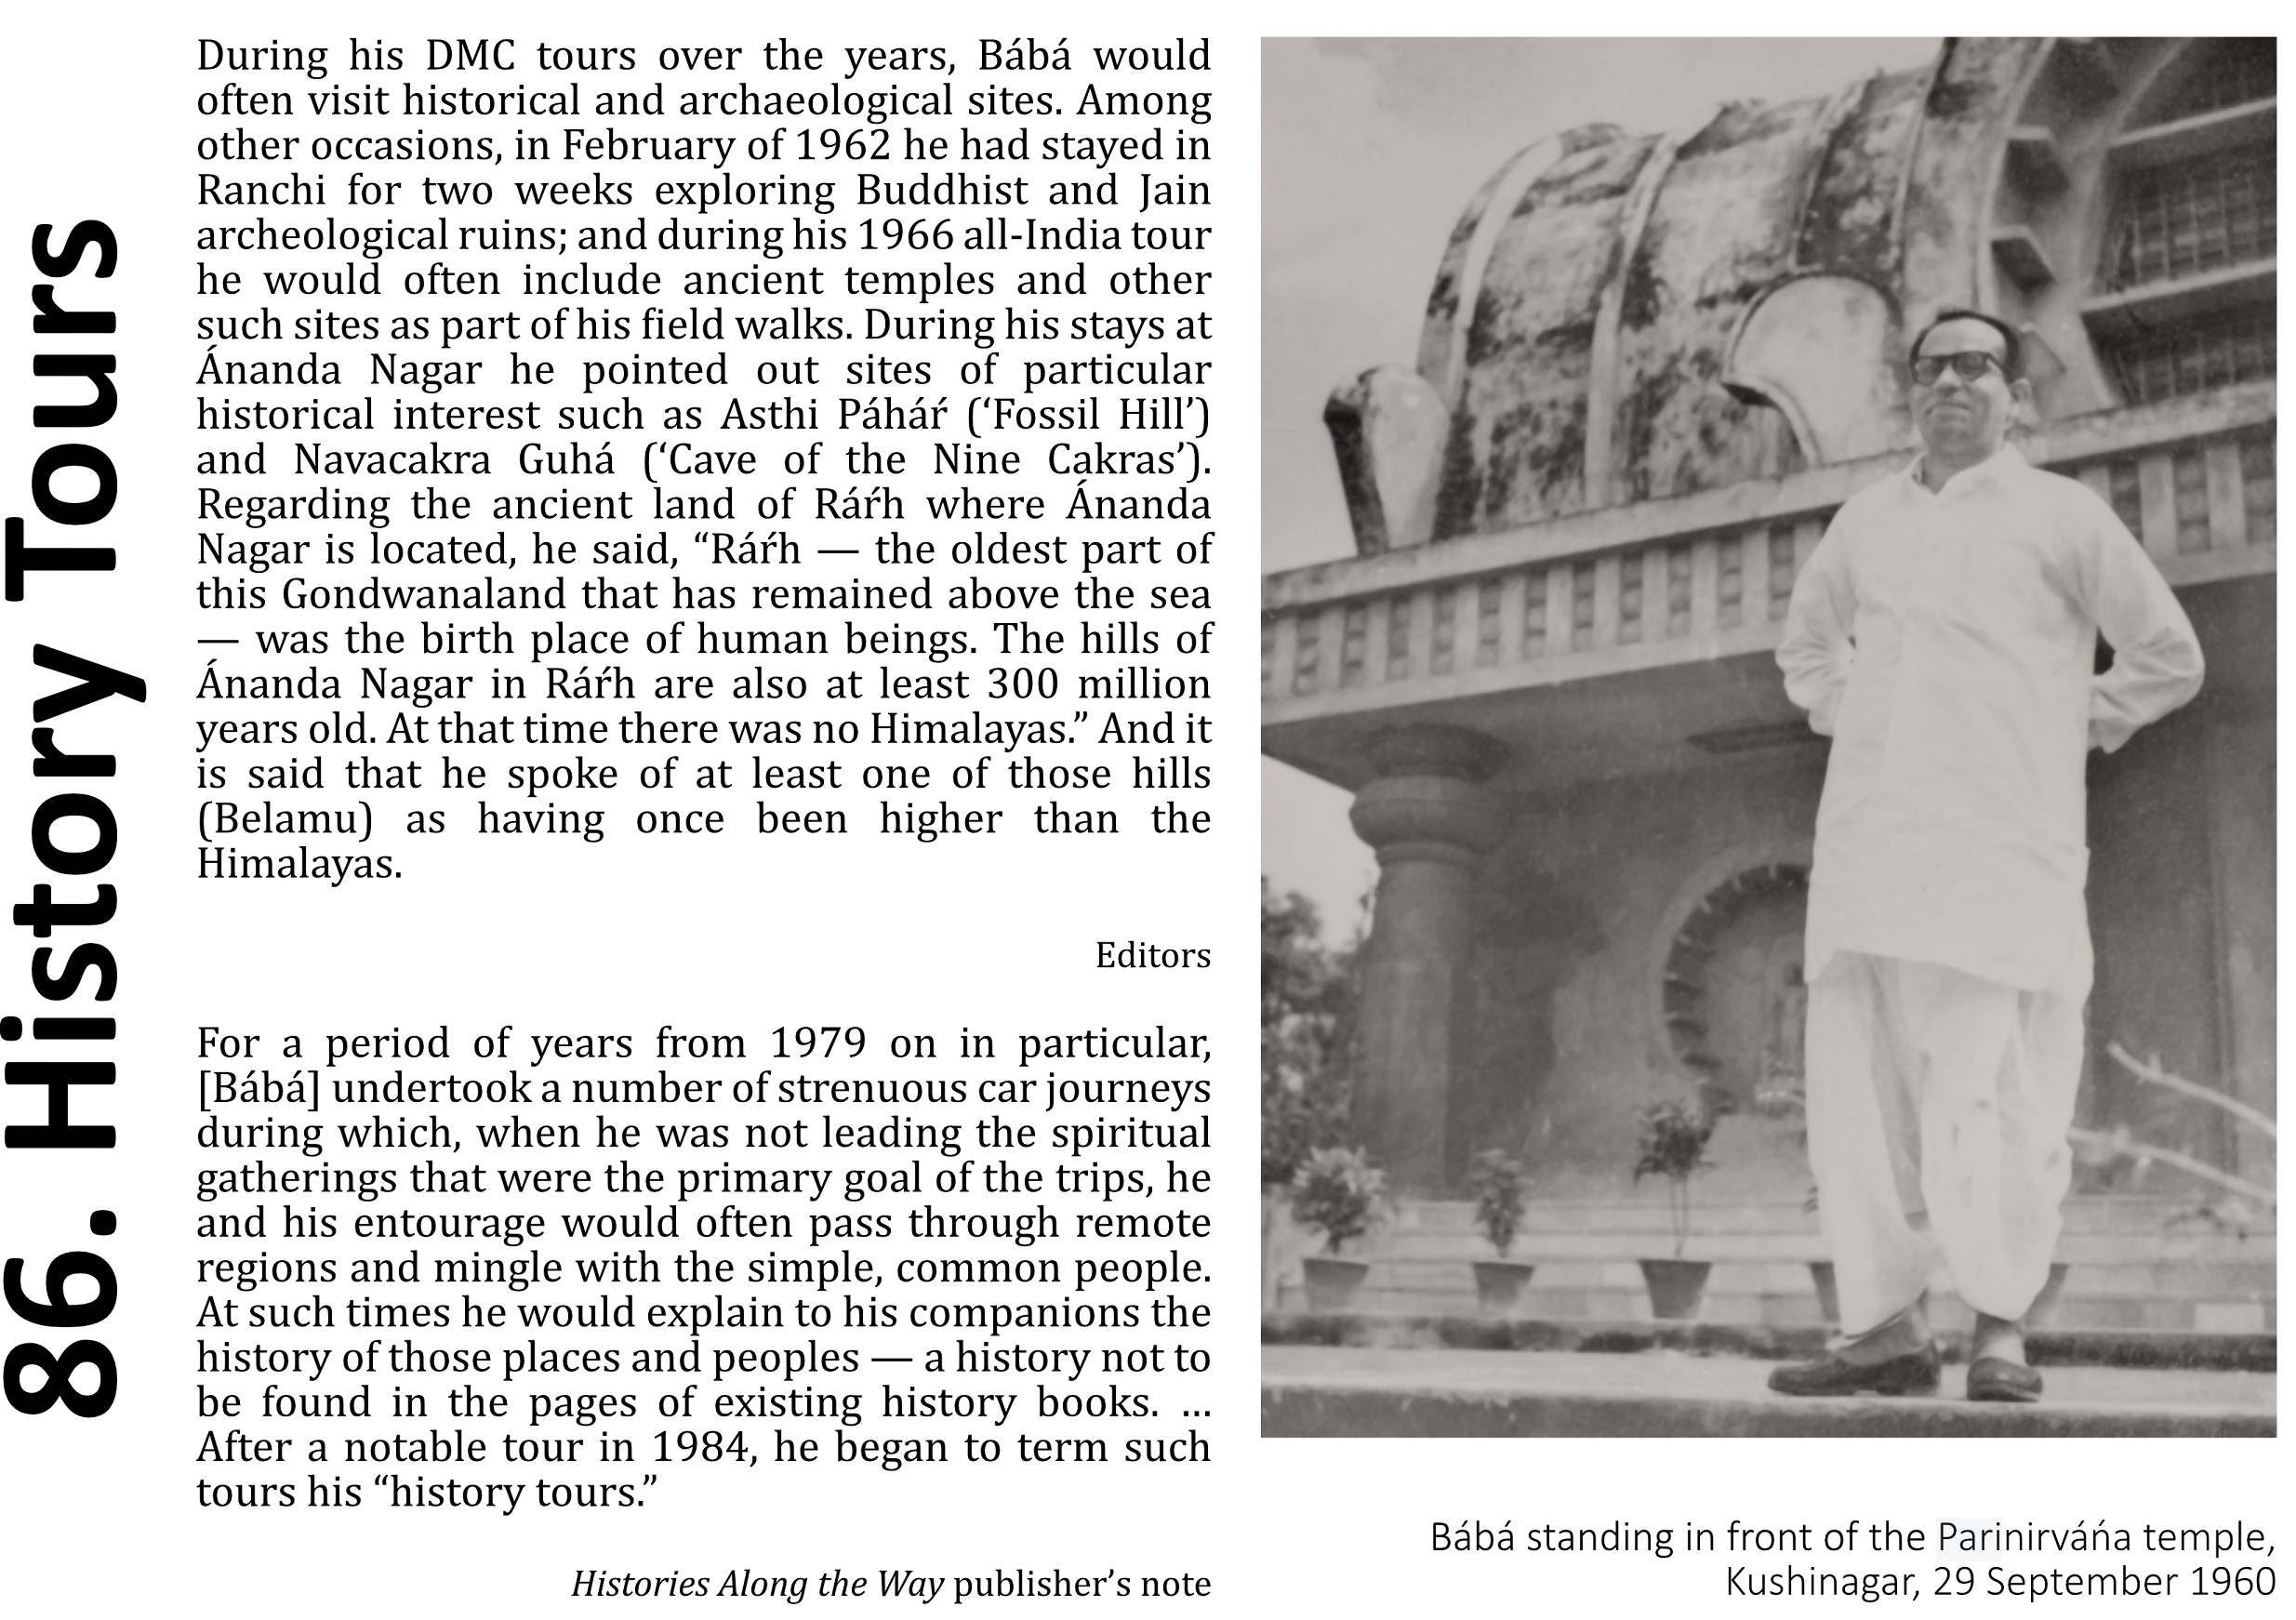 86. History Tours
During his DMC tours over the years, Bábá would
often visit historical and archaeological sites. Among
other occasions, in February of 1962 he had stayed in
Ranchi for two weeks exploring Buddhist and Jain
archeological ruins; and during his 1966 all-India tour
he would often include ancient temples and other
such sites as part of his field walks. During his stays at
Ánanda Nagar he pointed out sites of particular
historical interest such as Asthi Páháŕ (‘Fossil Hill’)
and Navacakra Guhá (‘Cave of the Nine Cakras’).
Regarding the ancient land of Ráŕh where Ánanda
Nagar is located, he said, “Ráŕh — the oldest part of
this Gondwanaland that has remained above the sea
— was the birth place of human beings. The hills of
Ánanda Nagar in Ráŕh are also at least 300 million
years old. At that time there was no Himalayas.” And it
is said that he spoke of at least one of those hills
(Belamu) as having once been higher than the
Himalayas.
Editors
For a period of years from 1979 on in particular,
[Bábá] undertook a number of strenuous car journeys
during which, when he was not leading the spiritual
gatherings that were the primary goal of the trips, he
and his entourage would often pass through remote
regions and mingle with the simple, common people.
At such times he would explain to his companions the
history of those places and peoples — a history not to
be found in the pages of existing history books. ...
After a notable tour in 1984, he began to term such
tours his “history tours.”
Histories Along the Way publisher’s note
Bábá standing in front of the Parinirváńa temple,
Kushinagar, 29 September 1960